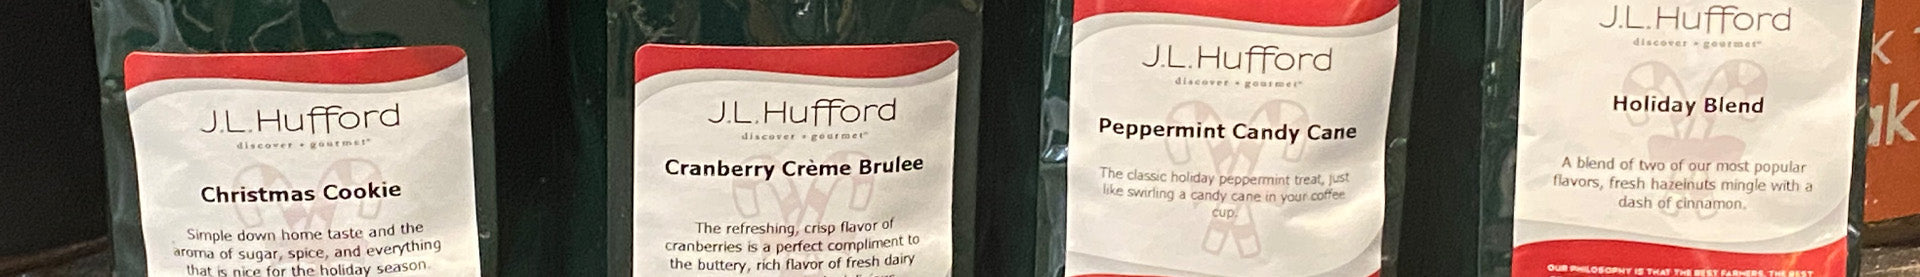 J.L.Hufford
discover • gourmet™
Christmas Cookie
Simple down home taste and the
aroma of sugar, spice, and everything
that is nice for the holiday season.
J.L.Hufford
discover • gourmet™
Cranberry Crème Brulee
The refreshing, crisp flavor of
cranberries is a perfect compliment to
the buttery, rich flavor of fresh dairy
J.L.Hufford
discover • gourmet™
Peppermint Candy Cane
The classic holiday peppermint treat, just
like swirling a candy cane in your coffee
cup.
J.L.Hufford
discover • gourmet™
Holiday Blend
A blend of two of our most popular
flavors, fresh hazelnuts mingle with a
dash of cinnamon.
OUR PHILOSOPHY IS THAT THE BEST FARMERS, THE BEST